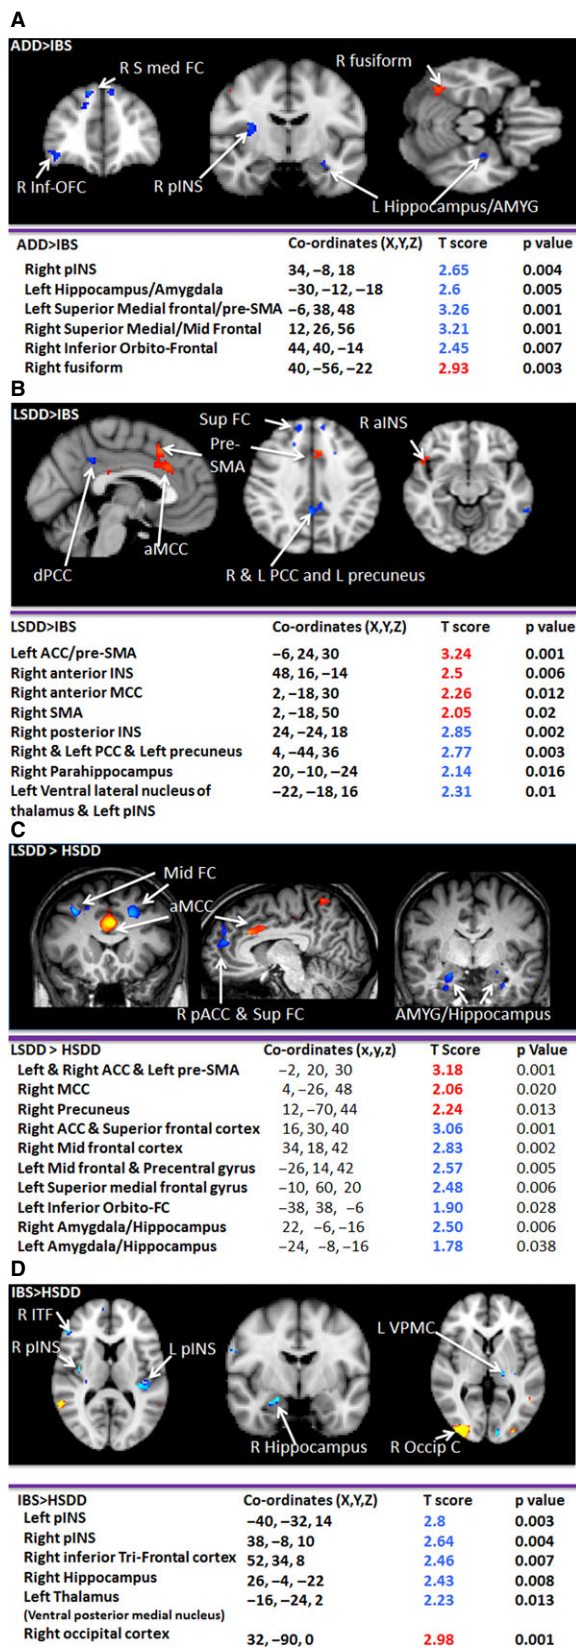 A
ADD>IBS
R S med FC
R fusiform
R Inf-OFC
R pINS
L Hippocampus/AMYG
ADD>IBS Co-ordinates (X,Y,Z) T score p value
Right pINS 34, −8, 18 2.65 0.004
Left Hippocampus/Amygdala −30, −12, −18 2.6 0.005
Left Superior Medial frontal/pre-SMA −6, 38, 48 3.26 0.001
Right Superior Medial/Mid Frontal 12, 26, 56 3.21 0.001
Right Inferior Orbito-Frontal 44, 40, −14 2.45 0.007
Right fusiform 40, −56, −22 2.93 0.003
B
LSDD>IBS
Sup FC
Pre-
SMA
R aINS
dPCC
aMCC
R & L PCC and L precuneus
LSDD>IBS Co-ordinates (X,Y,Z) T score p value
Left ACC/pre-SMA −6, 24, 30 3.24 0.001
Right anterior INS 48, 16, −14 2.5 0.006
Right anterior MCC 2, −18, 30 2.26 0.012
Right SMA 2, −18, 50 2.05 0.02
Right posterior INS 24, −24, 18 2.85 0.002
Right & Left PCC & Left precuneus 4, −44, 36 2.77 0.003
Right Parahippocampus 20, −10, −24 2.14 0.016
Left Ventral lateral nucleus of −22, −18, 16 2.31 0.01
thalamus & Left pINS
C
LSDD > HSDD
Mid FC
aMCC
R pACC & Sup FC
AMYG/Hippocampus
LSDD > HSDD Co-ordinates (x,y,z) T Score p Value
Left & Right ACC & Left pre-SMA −2, 20, 30 3.18 0.001
Right MCC 4, −26, 48 2.06 0.020
Right Precuneus 12, −70, 44 2.24 0.013
Right ACC & Superior frontal cortex 16, 30, 40 3.06 0.001
Right Mid frontal cortex 34, 18, 42 2.83 0.002
Left Mid frontal & Precentral gyrus −26, 14, 42 2.57 0.005
Left Superior medial frontal gyrus −10, 60, 20 2.48 0.006
Left Inferior Orbito-FC −38, 38, −6 1.90 0.028
Right Amygdala/Hippocampus 22, −6, −16 2.50 0.006
Left Amygdala/Hippocampus −24, −8, −16 1.78 0.038
D
IBS>HSDD
R ITF
R pINS
L pINS
L VPMC
R Hippocampus
R Occip C
IBS>HSDD Co-ordinates (X,Y,Z) T score p value
Left pINS −40, −32, 14 2.8 0.003
Right pINS 38, −8, 10 2.64 0.004
Right inferior Tri-Frontal cortex 52, 34, 8 2.46 0.007
Right Hippocampus 26, −4, −22 2.43 0.008
Left Thalamus −16, −24, 2 2.23 0.013
(Ventral posterior medial nucleus)
Right occipital cortex 32, −90, 0 2.98 0.001